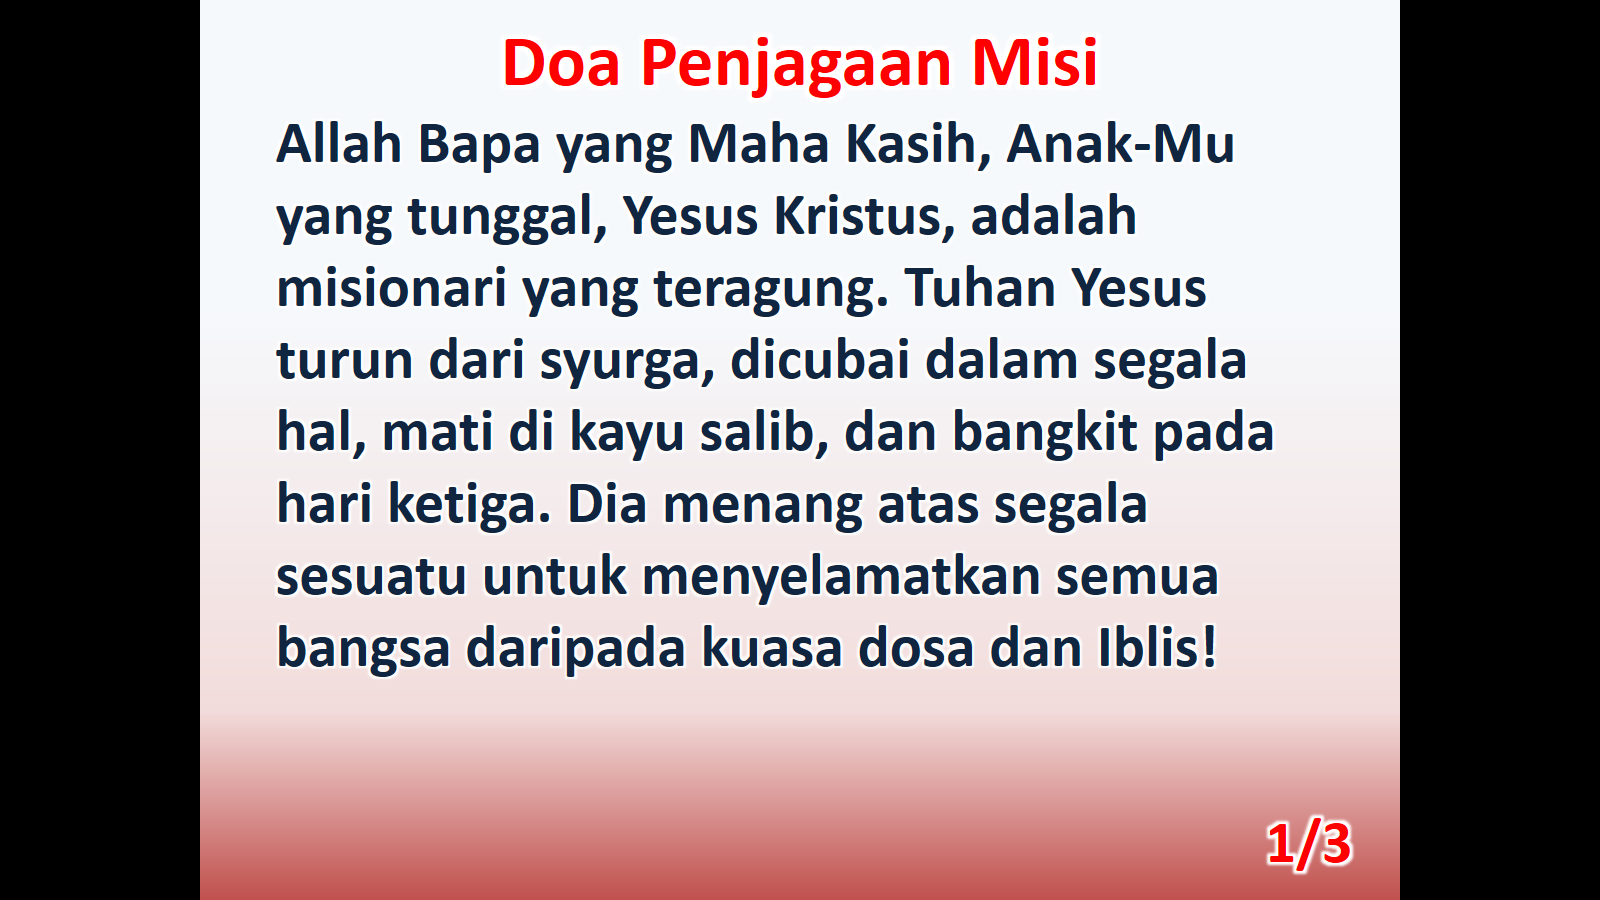 Doa Penjagaan Misi
Allah Bapa yang Maha Kasih, Anak-Mu
yang tunggal, Yesus Kristus, adalah
misionari yang teragung. Tuhan Yesus
turun dari syurga, dicubai dalam segala
hal, mati di kayu salib, dan bangkit pada
hari ketiga. Dia menang atas segala
sesuatu untuk menyelamatkan semua
bangsa daripada kuasa dosa dan Iblis!
1/3